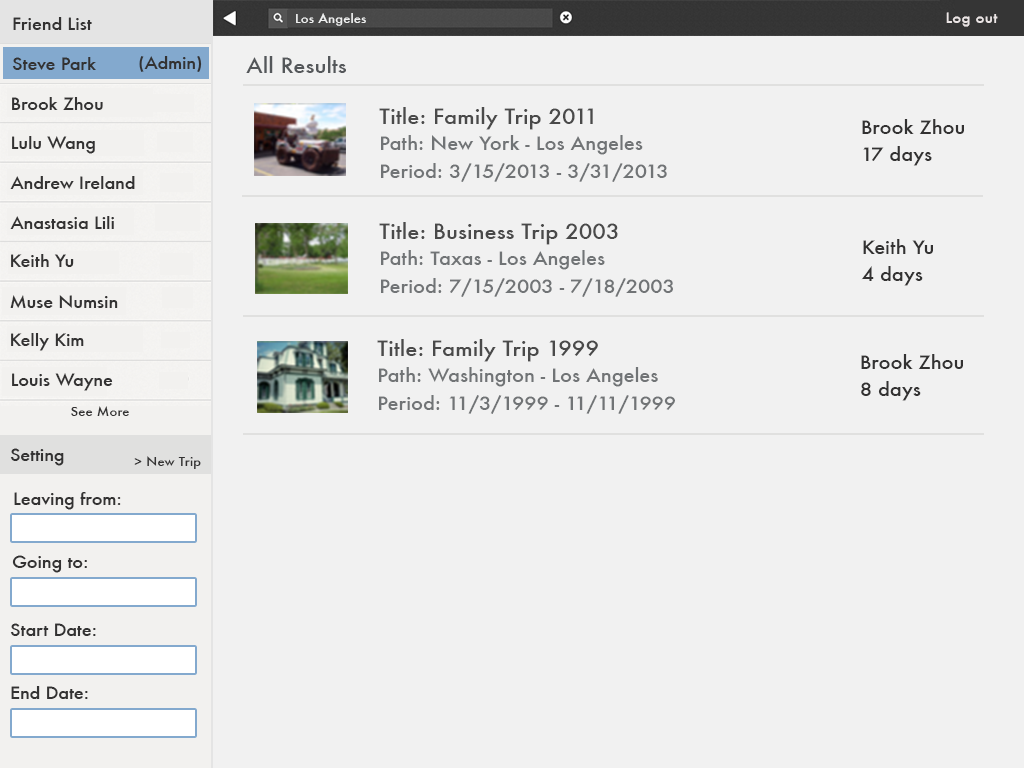 Friend List
Steve Park (Admin)
Brook Zhou
Lulu Wang
Andrew Ireland
Anastasia Lili
Keith Yu
Muse Numsin
Kelly Kim
Louis Wayne
See More
Setting
> New Trip
Leaving from:
Going to:
Start Date:
End Date:
Los Angeles
Log out
All Results
Title: Family Trip 2011
Path: New York - Los Angeles
Period: 3/15/2013 - 3/31/2013
Brook Zhou
17 days
Title: Business Trip 2003
Path: Taxas - Los Angeles
Period: 7/15/2003 - 7/18/2003
Keith Yu
4 days
Title: Family Trip 1999
Path: Washington - Los Angeles
Period: 11/3/1999 - 11/11/1999
Brook Zhou
8 days